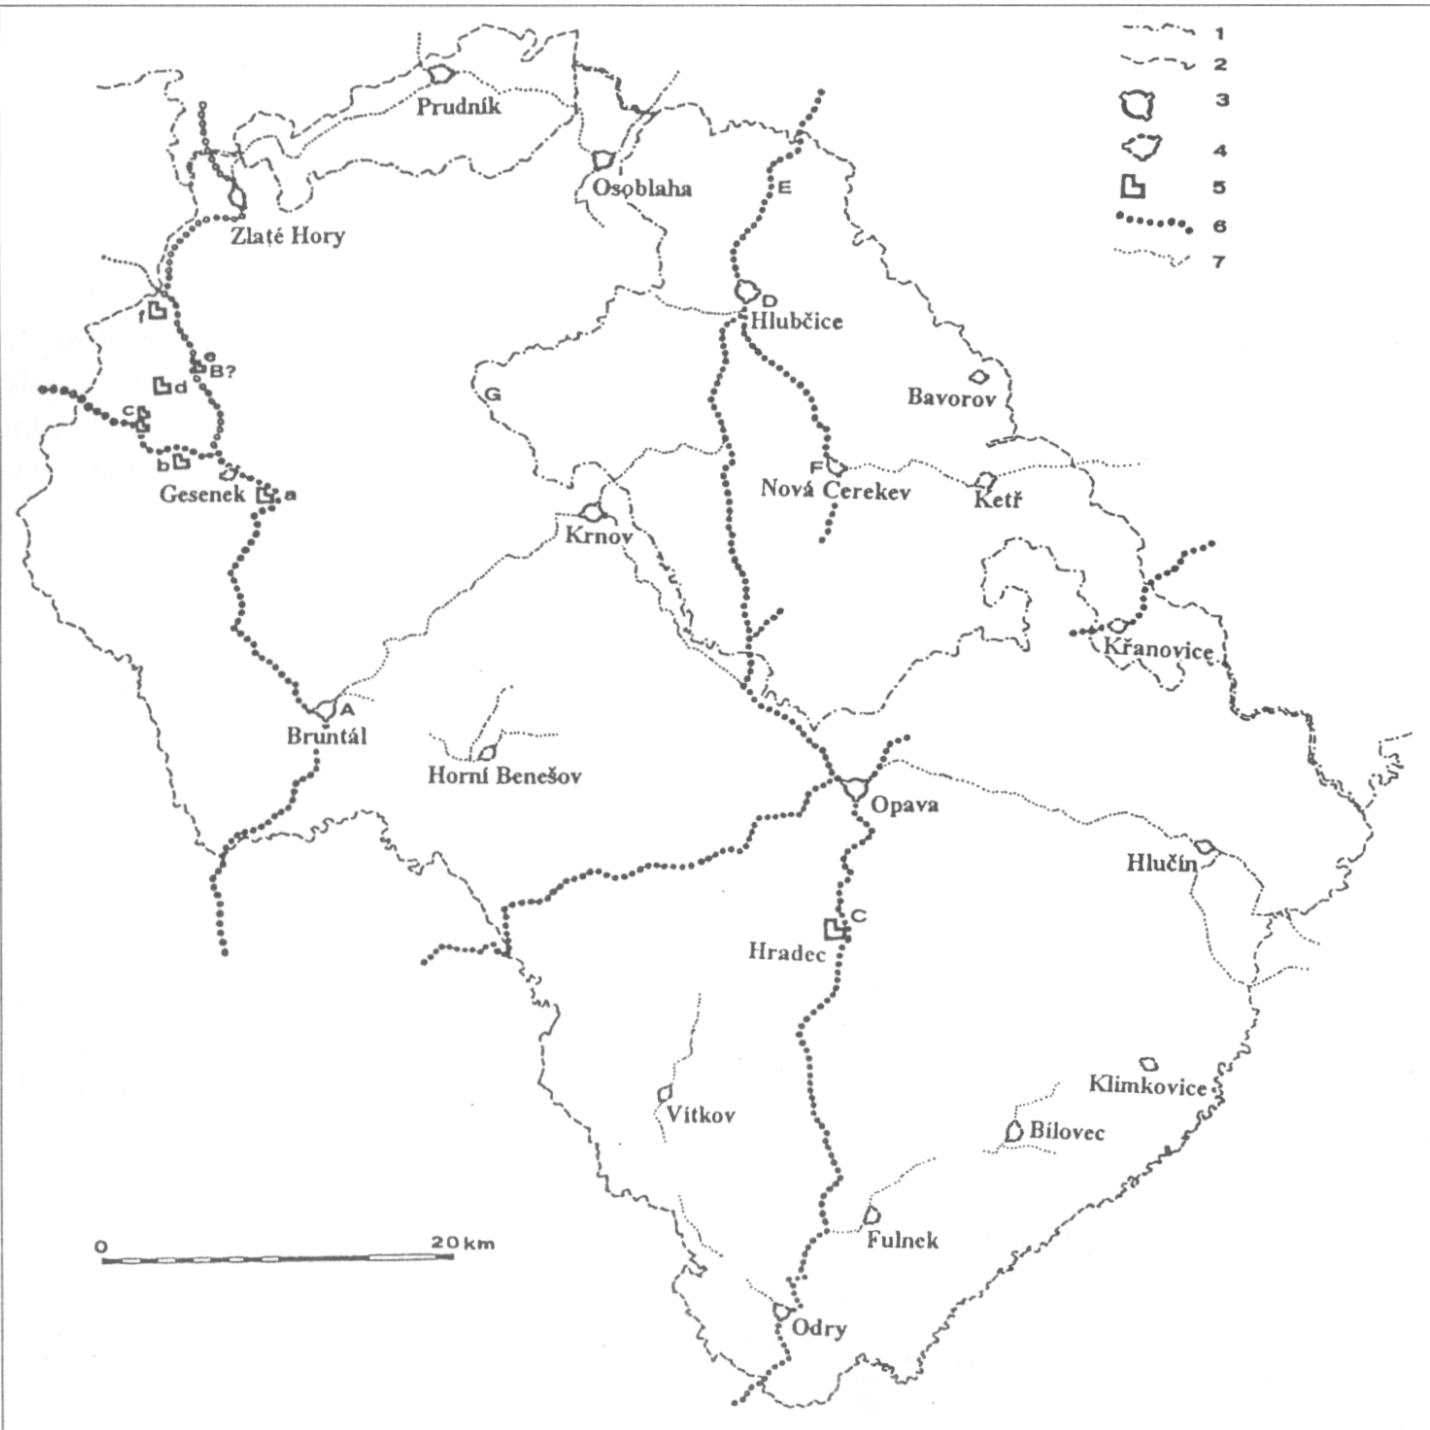 1
2
3
4
5
6
7
Prudník
Osoblaha
E
Zlaté Hory
D
Hlubčice
f
e
B?
d
G
Bavorov
c
b
F
Gesenek
a
Nová Cerekev
Ketř
Krnov
Křanovice
A
Bruntál
Horní Benešov
Opava
Hlučín
C
Hradec
Klimkovice
Vítkov
Bílovec
Fulnek
0
20 km
Odry